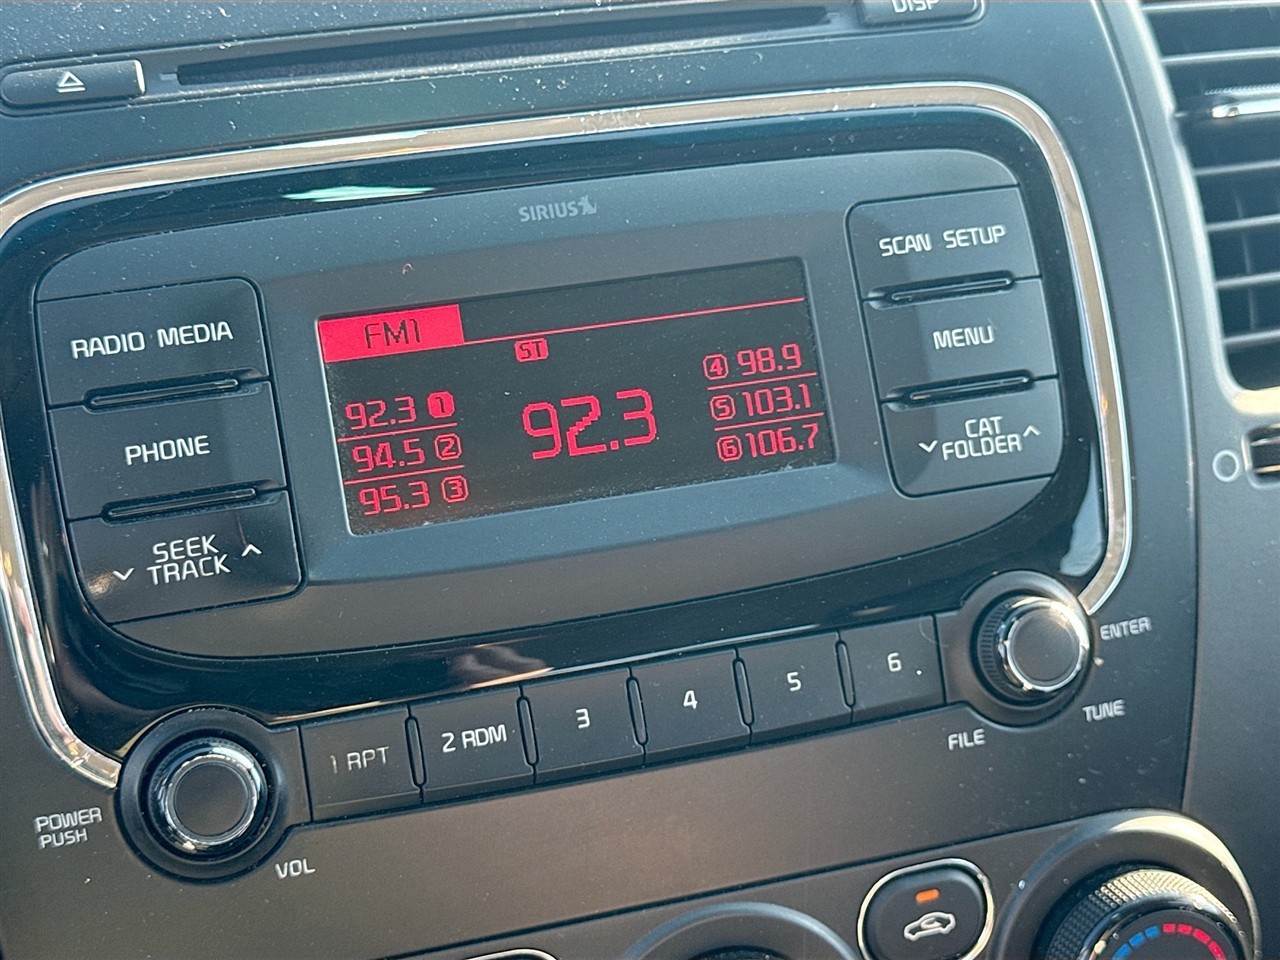 DISP
SIRIUS
RADIO MEDIA
PHONE
SEEK
TRACK
FM1
ST
92.3 1
94.5 2
95.3 3
92.3
4 98.9
5 103.1
6 106.7
SCAN SETUP
MENU
CAT
FOLDER
1 RPT
2 RDM
3
4
5
6
ENTER
TUNE
FILE
POWER
PUSH
VOL